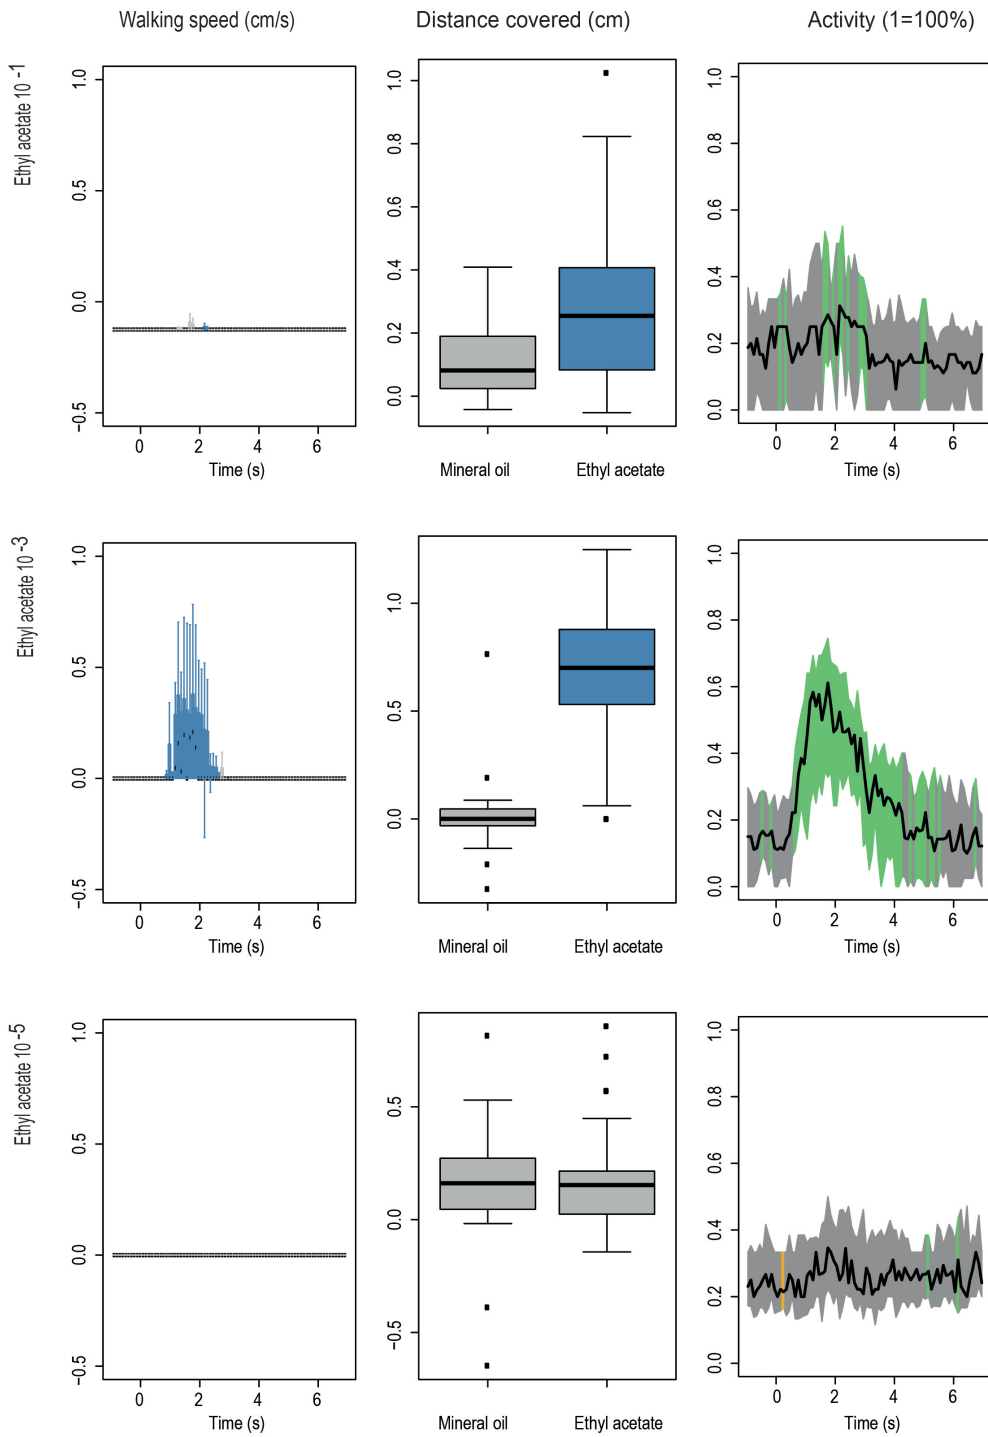 Walking speed (cm/s)
Distance covered (cm)
Activity (1=100%)
Ethyl acetate 10 -1
1.0
0.5
0.0
−0.5
0 2 4 6
Time (s)
1.0
0.8
0.6
0.4
0.2
0.0
Mineral oil Ethyl acetate
1.0
0.8
0.6
0.4
0.2
0.0
0 2 4 6
Time (s)
Ethyl acetate 10 -3
1.0
0.5
0.0
−0.5
0 2 4 6
Time (s)
1.0
0.5
0.0
Mineral oil Ethyl acetate
1.0
0.8
0.6
0.4
0.2
0.0
0 2 4 6
Time (s)
Ethyl acetate 10 -5
1.0
0.5
0.0
−0.5
0 2 4 6
Time (s)
0.5
0.0
−0.5
Mineral oil Ethyl acetate
1.0
0.8
0.6
0.4
0.2
0.0
0 2 4 6
Time (s)